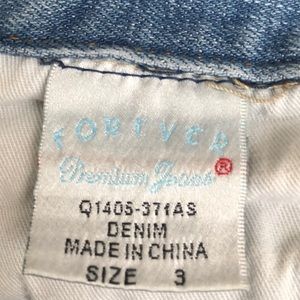 FOREVER
Premium Jeans®
Q1405-371AS
DENIM
MADE IN CHINA
SIZE 3